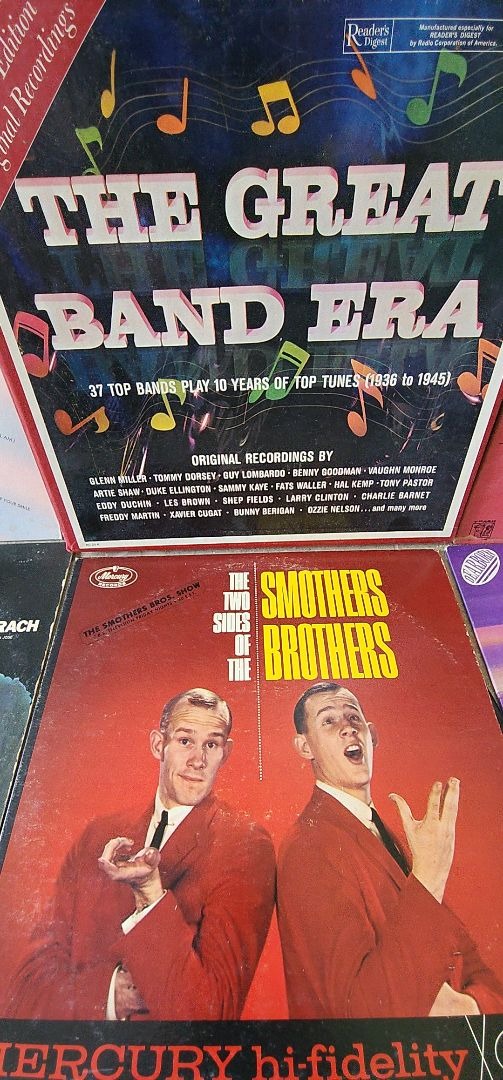 Edition
Original Recordings
Reader's Digest
Manufactured especially for
READER'S DIGEST
by Radio Corporation of America
THE GREAT
BAND ERA
37 TOP BANDS PLAY 10 YEARS OF TOP TUNES (1936 to 1945)
ORIGINAL RECORDINGS BY
GLENN MILLER · TOMMY DORSEY · GUY LOMBARDO · BENNY GOODMAN · VAUGHN MONROE
ARTIE SHAW · DUKE ELLINGTON · SAMMY KAYE · FATS WALLER · HAL KEMP · TONY PASTOR
EDDY DUCHIN · LES BROWN · SHEP FIELDS · LARRY CLINTON · CHARLIE BARNET
FREDDY MARTIN · XAVIER CUGAT · BUNNY BERIGAN · OZZIE NELSON...and many more
RACH
Mercury
RECORDS
THE SMOTHERS BROS. SHOW
THE
TWO
SIDES
OF
THE
SMOTHERS
BROTHERS
MERCURY hi-fidelity